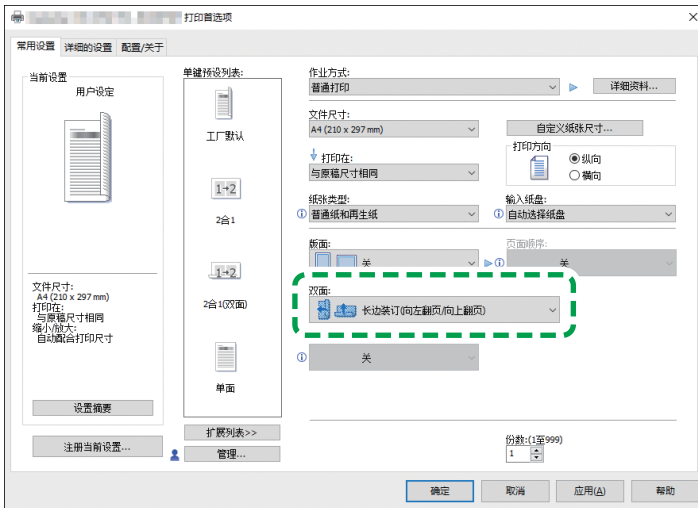 打印首选项
常用设置 详细的设置 配置/关于
当前设置
用户设定
文件尺寸:
A4 (210 x 297 mm)
打印在:
与原稿尺寸相同
缩小/放大:
自动配合打印尺寸
设置摘要
注册当前设置...
单键预设列表:
工厂默认
1→2
2合1
1→2
2合1(双面)
单面
扩展列表>>
管理...
作业方式:
普通打印
详细资料...
文件尺寸:
A4 (210 x 297 mm)
自定义纸张尺寸...
打印在:
与原稿尺寸相同
打印方向
纵向
横向
纸张类型:
普通纸和再生纸
输入纸盘:
自动选择纸盘
版面:
关
页面顺序:
关
双面:
长边装订(向左翻页/向上翻页)
关
份数:(1至999)
1
确定 取消 应用(A) 帮助